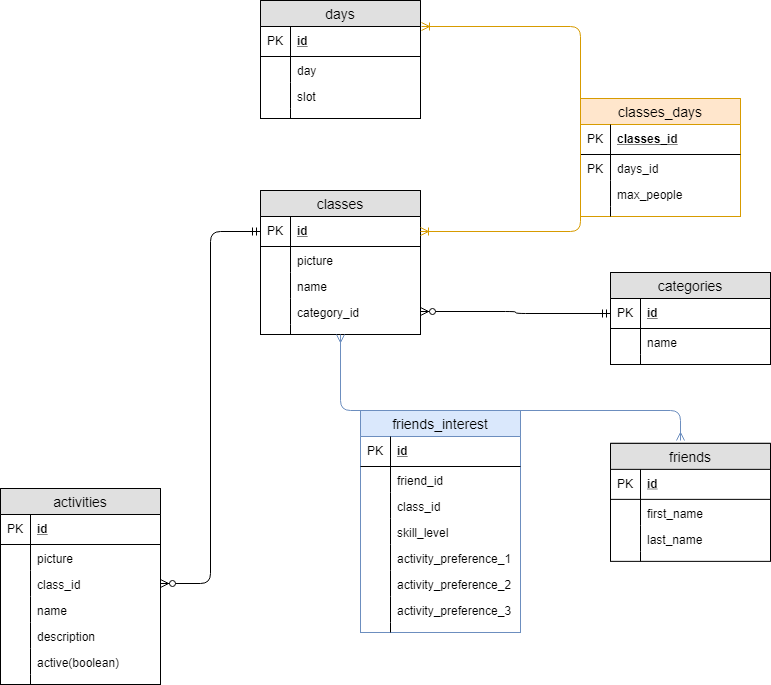 days
PK id
day
slot
classes_days
PK classes_id
PK days_id
max_people
classes
PK id
picture
name
category_id
categories
PK id
name
friends_interest
PK id
friend_id
class_id
skill_level
activity_preference_1
activity_preference_2
activity_preference_3
friends
PK id
first_name
last_name
activities
PK id
picture
class_id
name
description
active(boolean)